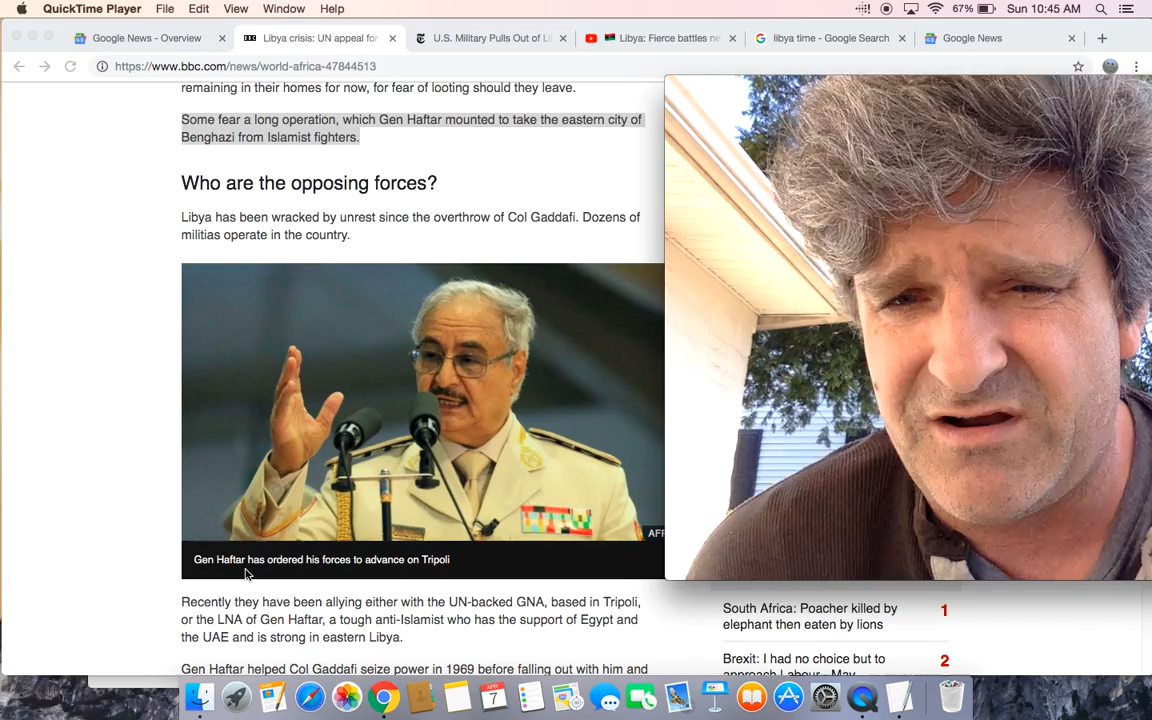 QuickTime Player File Edit View Window Help 67% Sun 10:45 AM
Google News - Overview Libya crisis: UN appeal for U.S. Military Pulls Out of Li Libya: Fierce battles ne libya time - Google Search Google News
https://www.bbc.com/news/world-africa-47844513
remaining in their homes for now, for fear of looting should they leave.
Some fear a long operation, which Gen Haftar mounted to take the eastern city of
Benghazi from Islamist fighters.
Who are the opposing forces?
Libya has been wracked by unrest since the overthrow of Col Gaddafi. Dozens of
militias operate in the country.
AFP
Gen Haftar has ordered his forces to advance on Tripoli
Recently they have been allying either with the UN-backed GNA, based in Tripoli,
or the LNA of Gen Haftar, a tough anti-Islamist who has the support of Egypt and
the UAE and is strong in eastern Libya.
Gen Haftar helped Col Gaddafi seize power in 1969 before falling out with him and
South Africa: Poacher killed by 1
elephant then eaten by lions
Brexit: I had no choice but to 2
approach Labour - May
APR
7